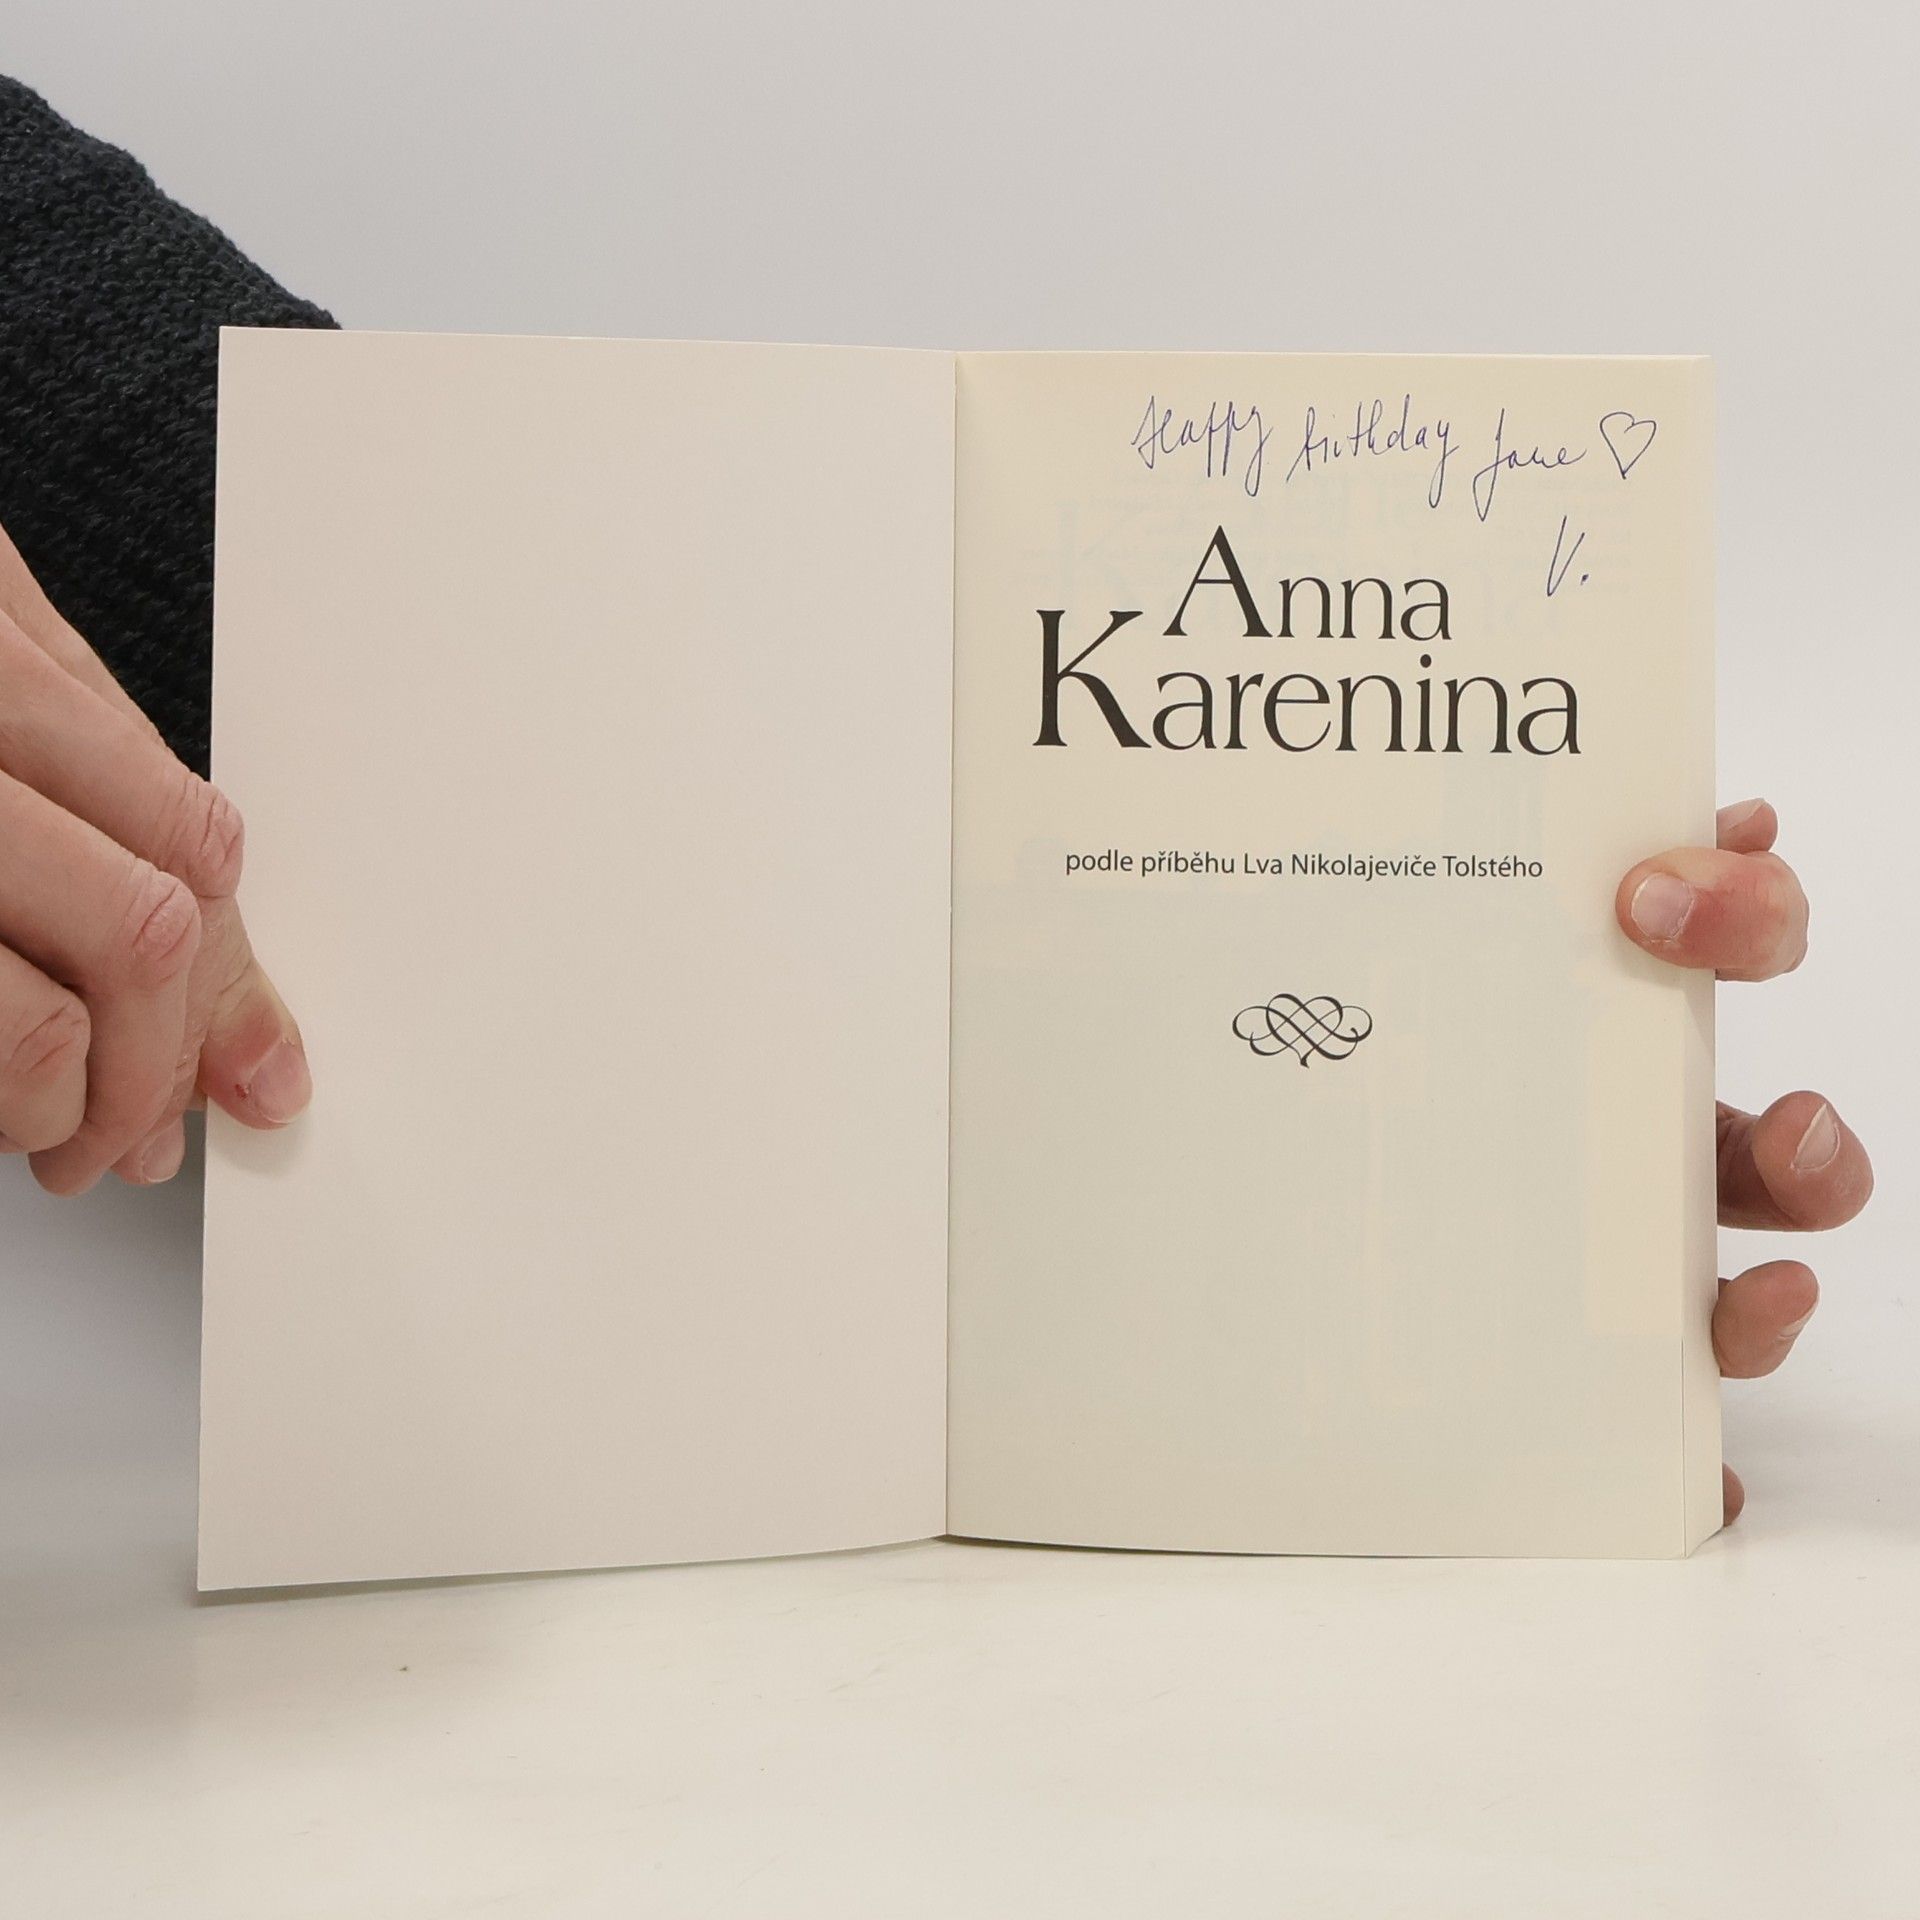 Happy birthday Jane ♡
V.
Anna
Karenina
podle příběhu Lva Nikolajeviče Tolstého